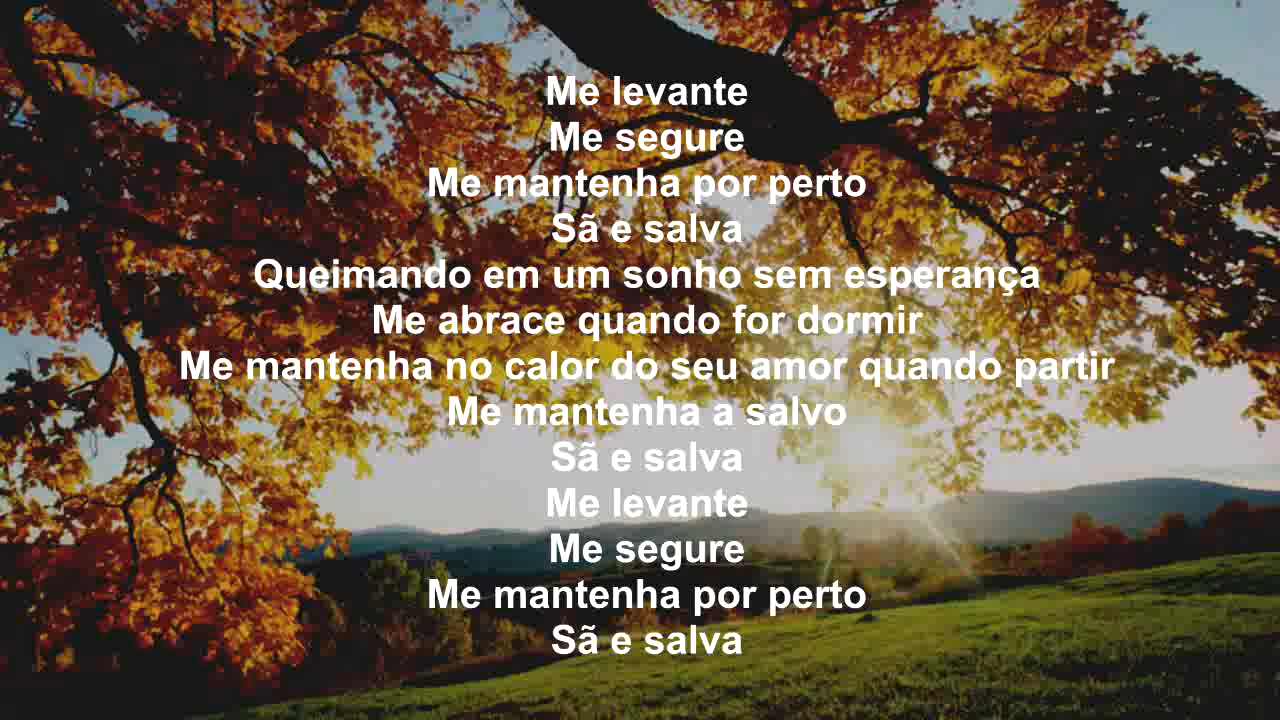 Me levante
Me segure
Me mantenha por perto
Sã e salva
Queimando em um sonho sem esperança
Me abrace quando for dormir
Me mantenha no calor do seu amor quando partir
Me mantenha a salvo
Sã e salva
Me levante
Me segure
Me mantenha por perto
Sã e salva